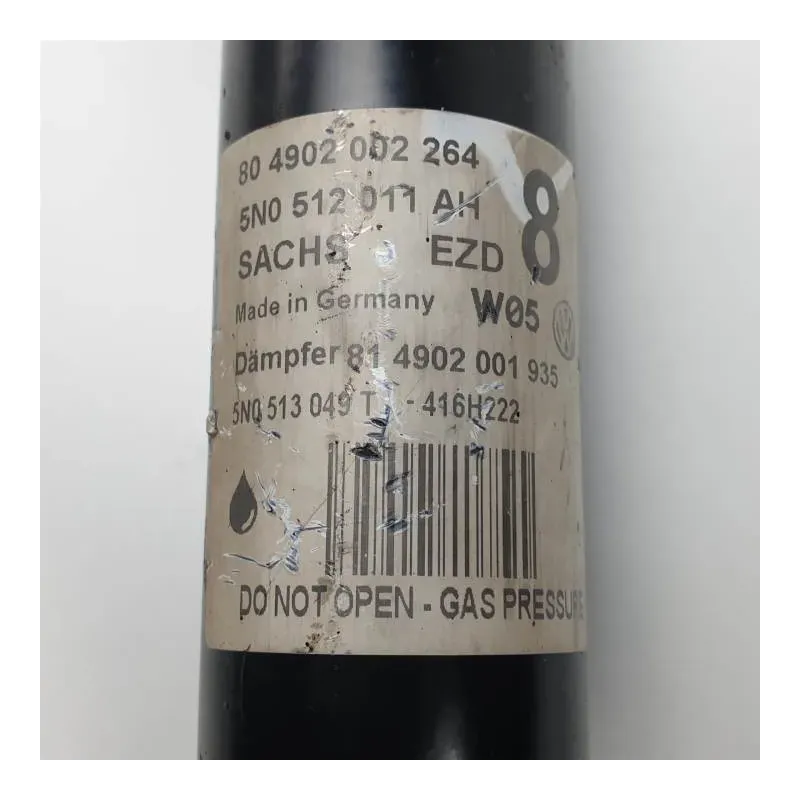 80 4902 002 264
5N0 512 011 AH 8
SACHS EZD
Made in Germany W05
Dämpfer 81 4902 001 935
5N0 513 049 T - 416H222
DO NOT OPEN - GAS PRESSURE